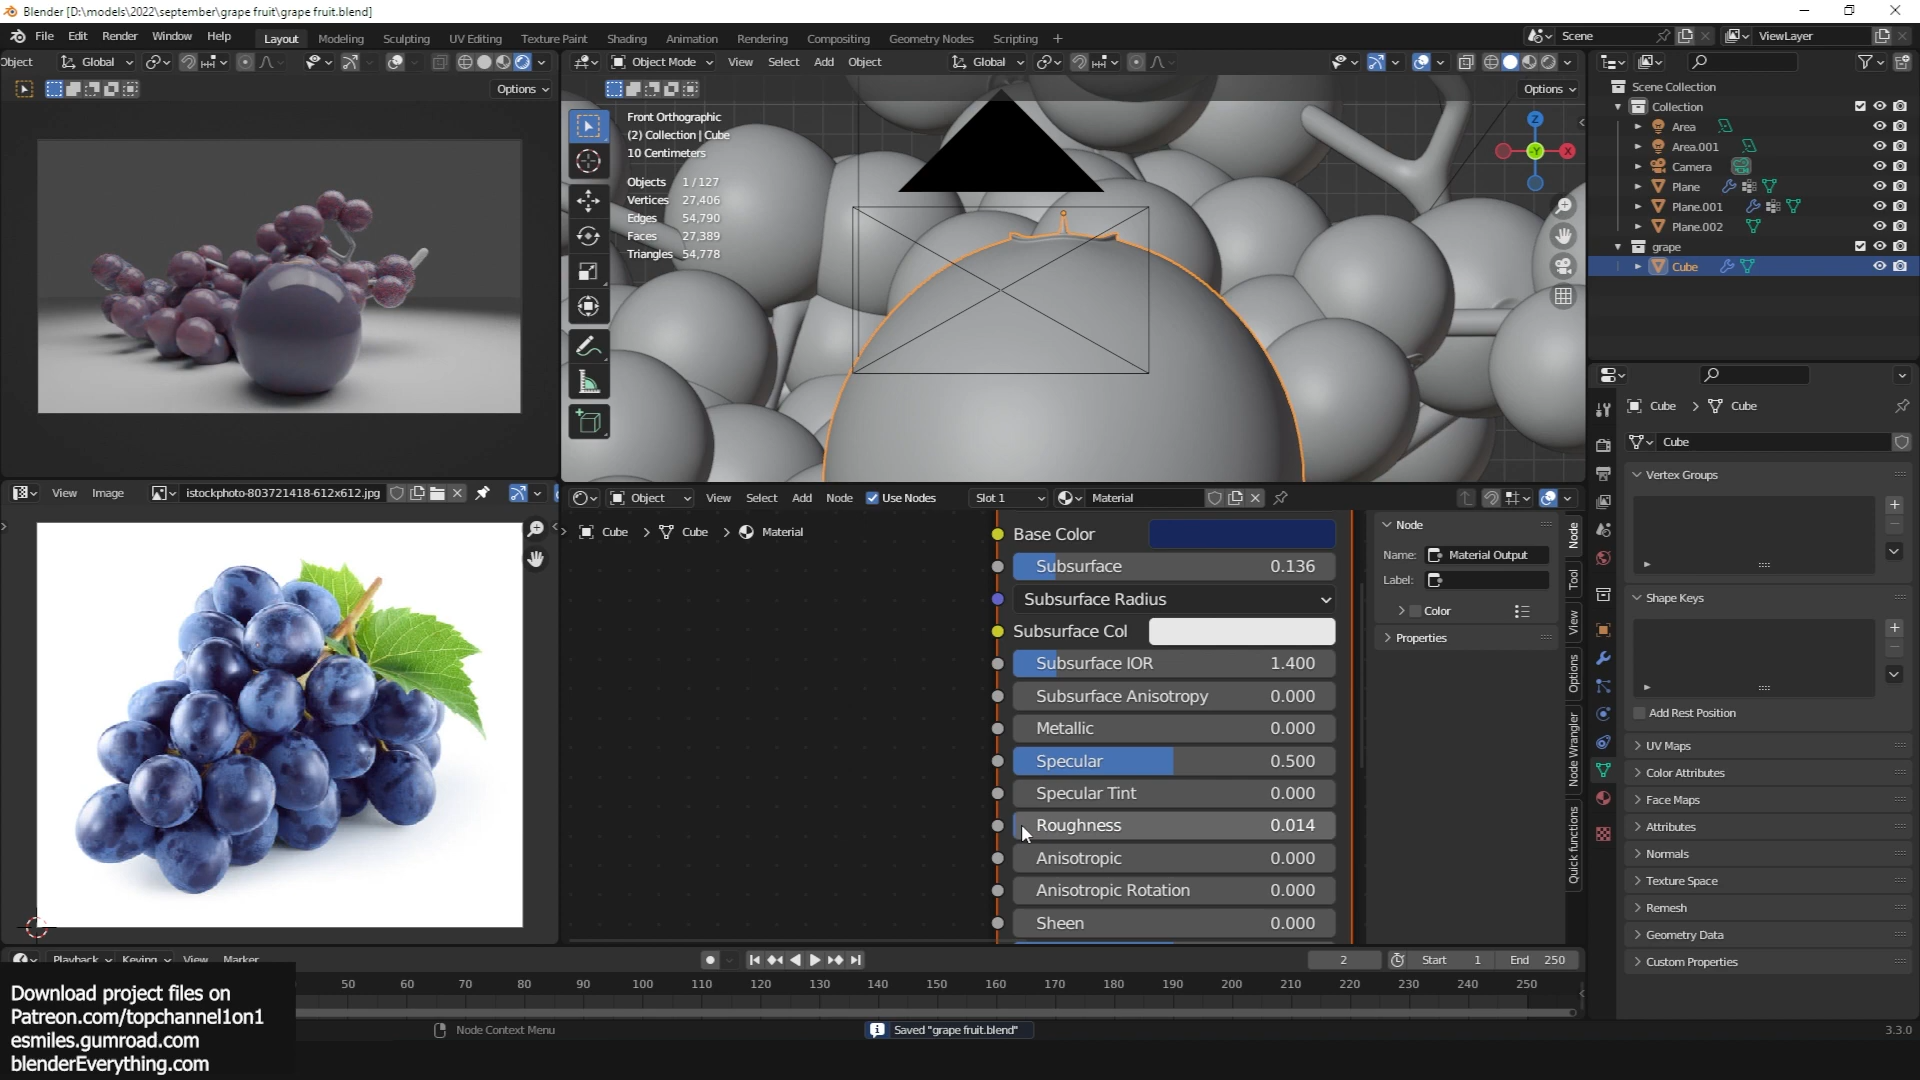 Blender [D:\models\2022\september\grape fruit\grape fruit.blend]
File Edit Render Window Help Layout Modeling Sculpting UV Editing Texture Paint Shading Animation Rendering Compositing Geometry Nodes Scripting +
Scene
ViewLayer
Object Global
Options
Object Mode View Select Add Object Global
Options
Front Orthographic
(2) Collection | Cube
10 Centimeters
Objects 1/127
Vertices 27,406
Edges 54,790
Faces 27,389
Triangles 54,778
Z
X
-Y
Scene Collection
Collection
Area
Area.001
Camera
Plane
Plane.001
Plane.002
grape
Cube
Cube > Cube
Cube
Vertex Groups
Shape Keys
Add Rest Position
UV Maps
Color Attributes
Face Maps
Attributes
Normals
Texture Space
Remesh
Geometry Data
Custom Properties
View Image istockphoto-803721418-612x612.jpg
Object View Select Add Node Use Nodes Slot 1 Material
Cube > Cube > Material
Base Color
Subsurface 0.136
Subsurface Radius
Subsurface Col
Subsurface IOR 1.400
Subsurface Anisotropy 0.000
Metallic 0.000
Specular 0.500
Specular Tint 0.000
Roughness 0.014
Anisotropic 0.000
Anisotropic Rotation 0.000
Sheen 0.000
Node
Name: Material Output
Label:
Color
Properties
Node
Tool
View
Options
Node Wrangler
Quick functions
Playback Keying View Marker
2 Start 1 End 250
50 60 70 80 90 100 110 120 130 140 150 160 170 180 190 200 210 220 230 240 250
Node Context Menu
Saved "grape fruit.blend"
3.3.0
Download project files on
Patreon.com/topchannel1on1
esmiles.gumroad.com
blenderEverything.com